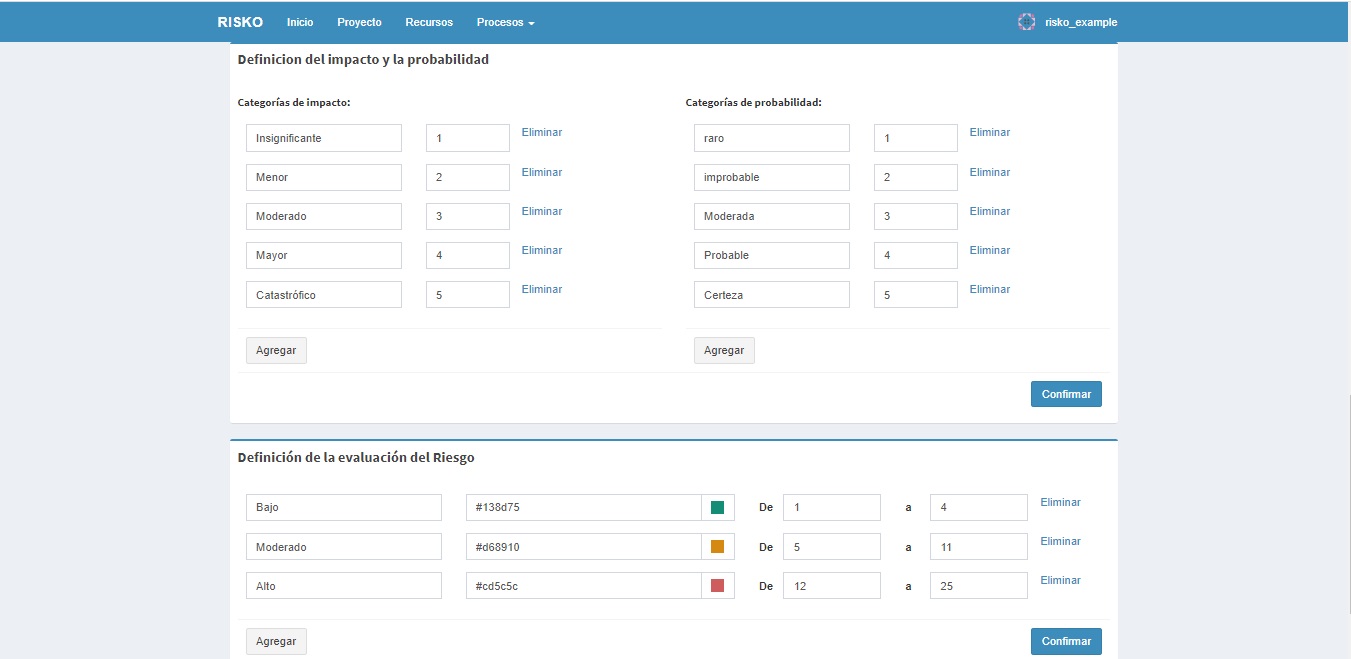 RISKO Inicio Proyecto Recursos Procesos risko_example
Definicion del impacto y la probabilidad
Categorías de impacto:
Insignificante 1 Eliminar
Menor 2 Eliminar
Moderado 3 Eliminar
Mayor 4 Eliminar
Catastrófico 5 Eliminar
Agregar
Categorías de probabilidad:
raro 1 Eliminar
improbable 2 Eliminar
Moderada 3 Eliminar
Probable 4 Eliminar
Certeza 5 Eliminar
Agregar
Confirmar
Definición de la evaluación del Riesgo
Bajo #138d75 De 1 a 4 Eliminar
Moderado #d68910 De 5 a 11 Eliminar
Alto #cd5c5c De 12 a 25 Eliminar
Agregar Confirmar